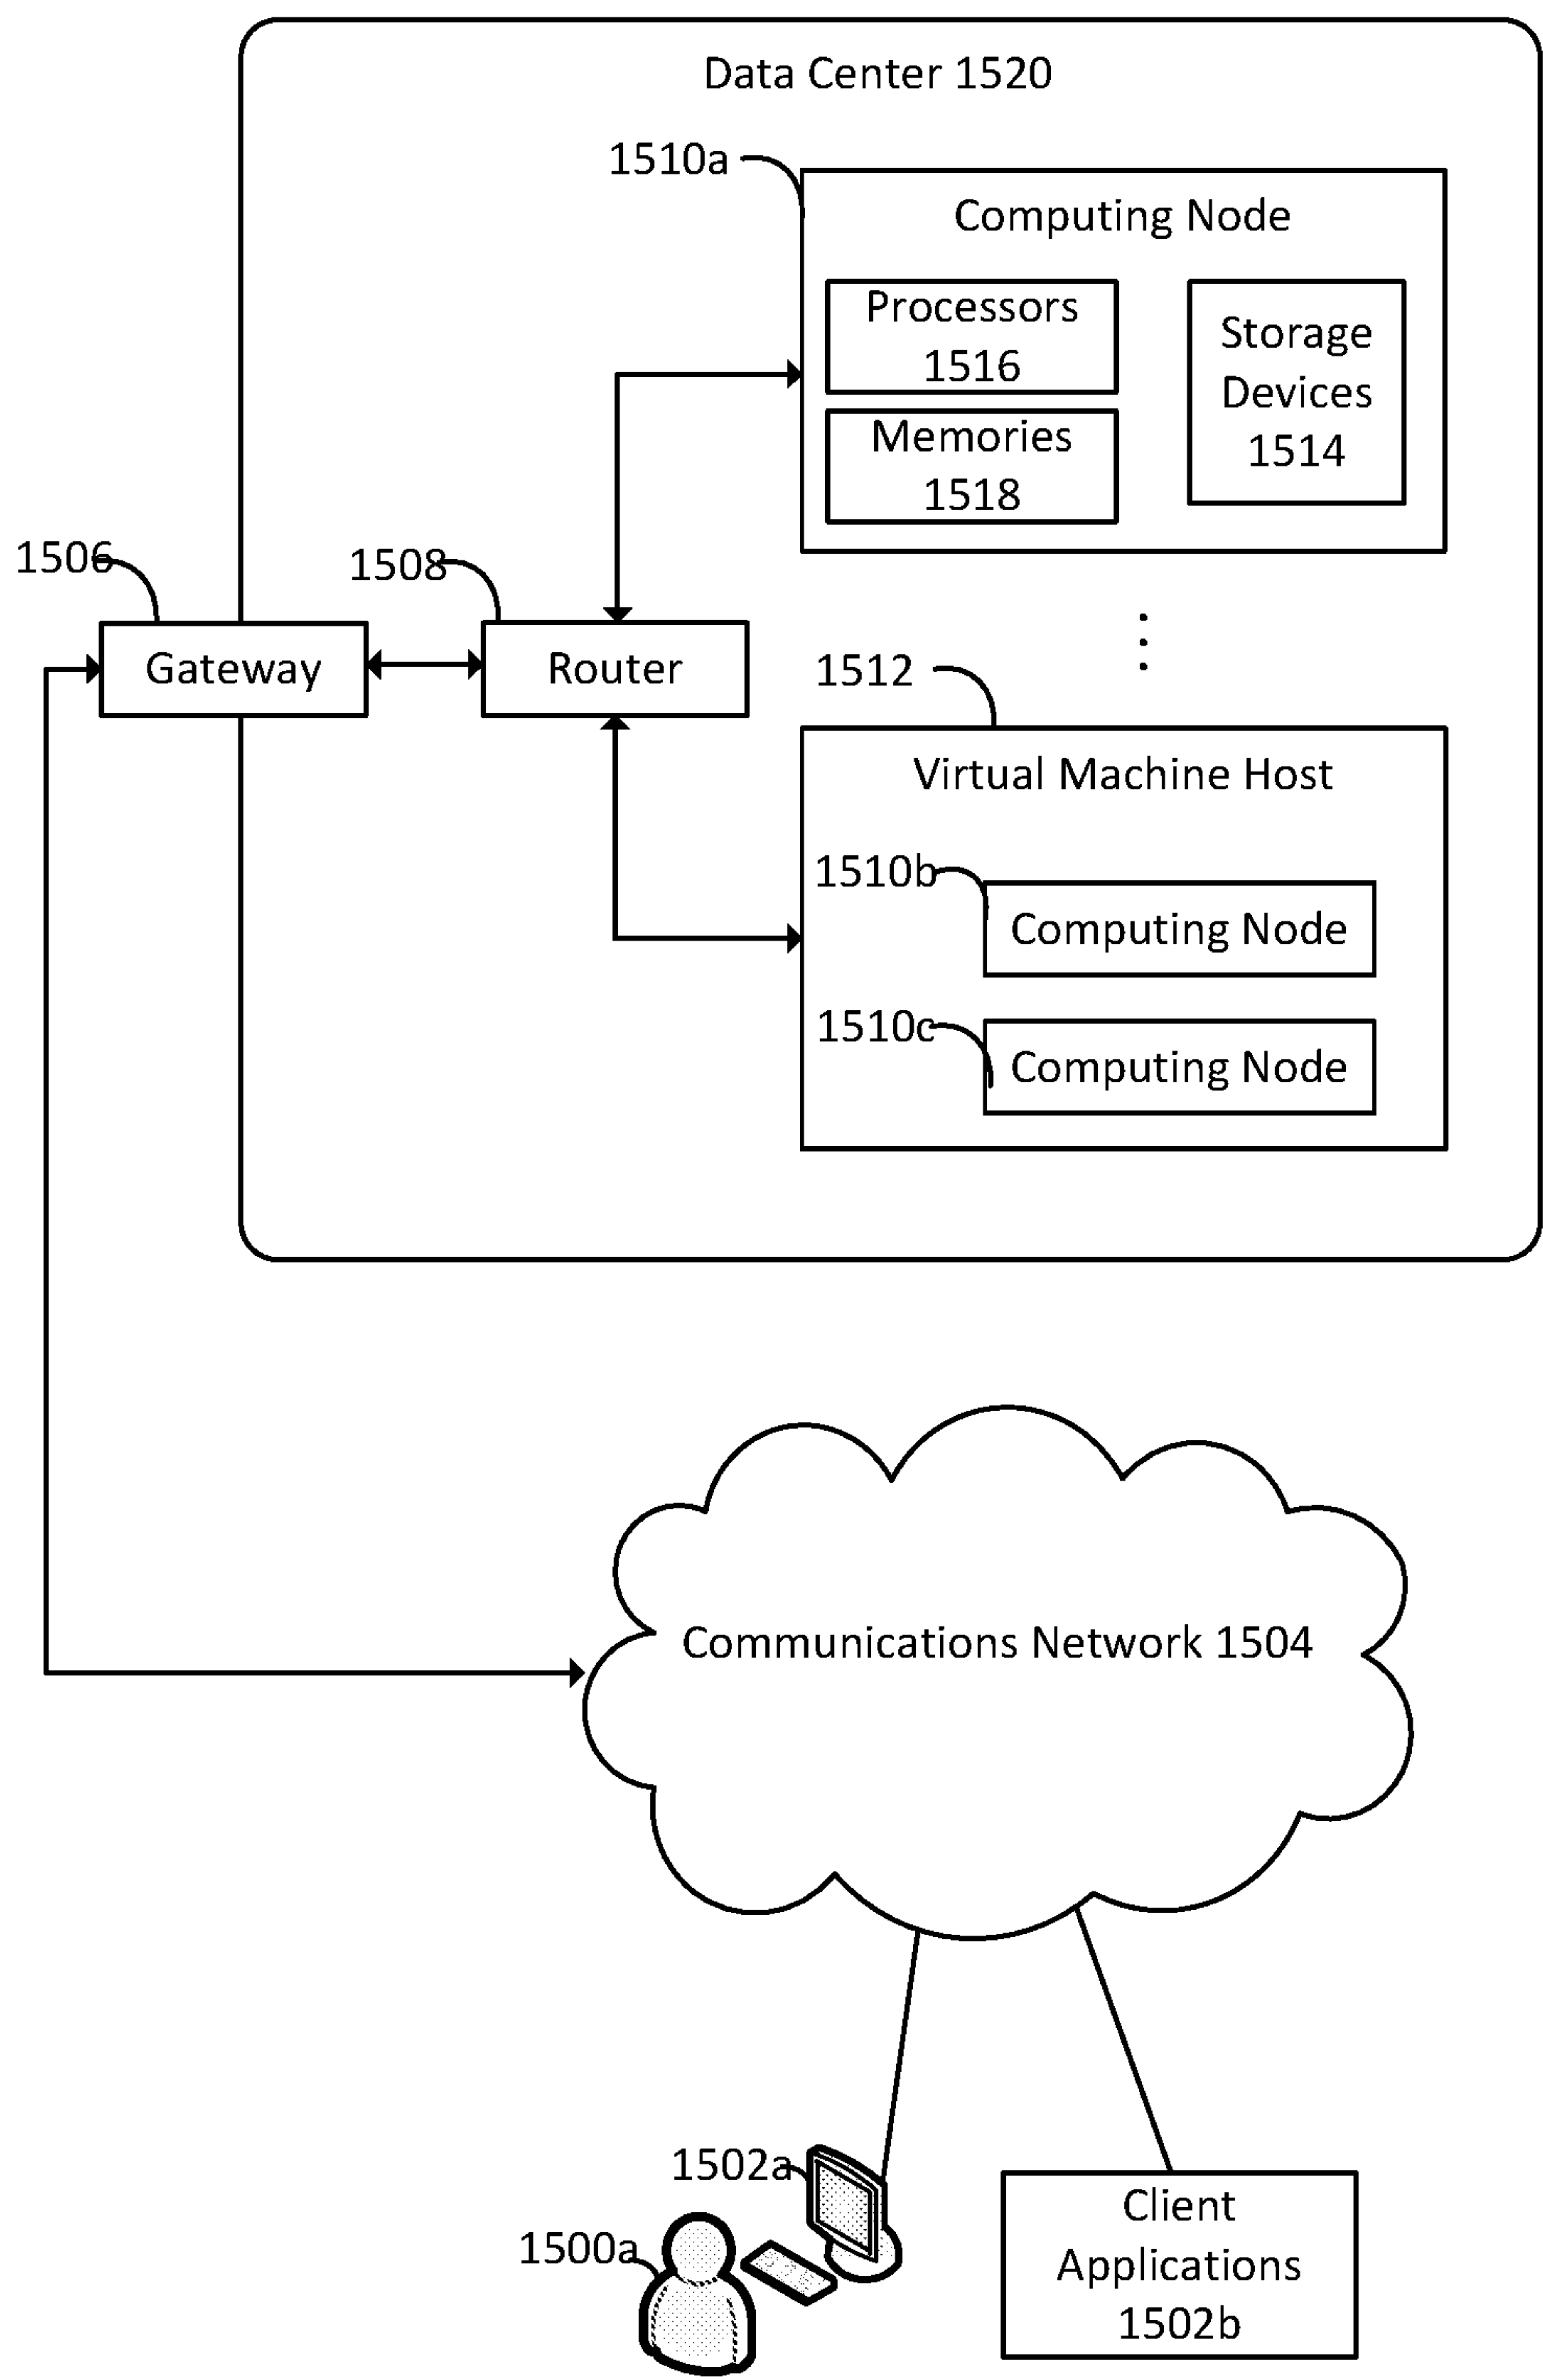 Data Center 1520
1510a
Computing Node
Processors
1516
Storage
Devices
1514
Memories
1518
1506
1508
Gateway
Router
1512
Virtual Machine Host
1510b
Computing Node
1510c
Computing Node
Communications Network 1504
1502a
1500a
Client
Applications
1502b